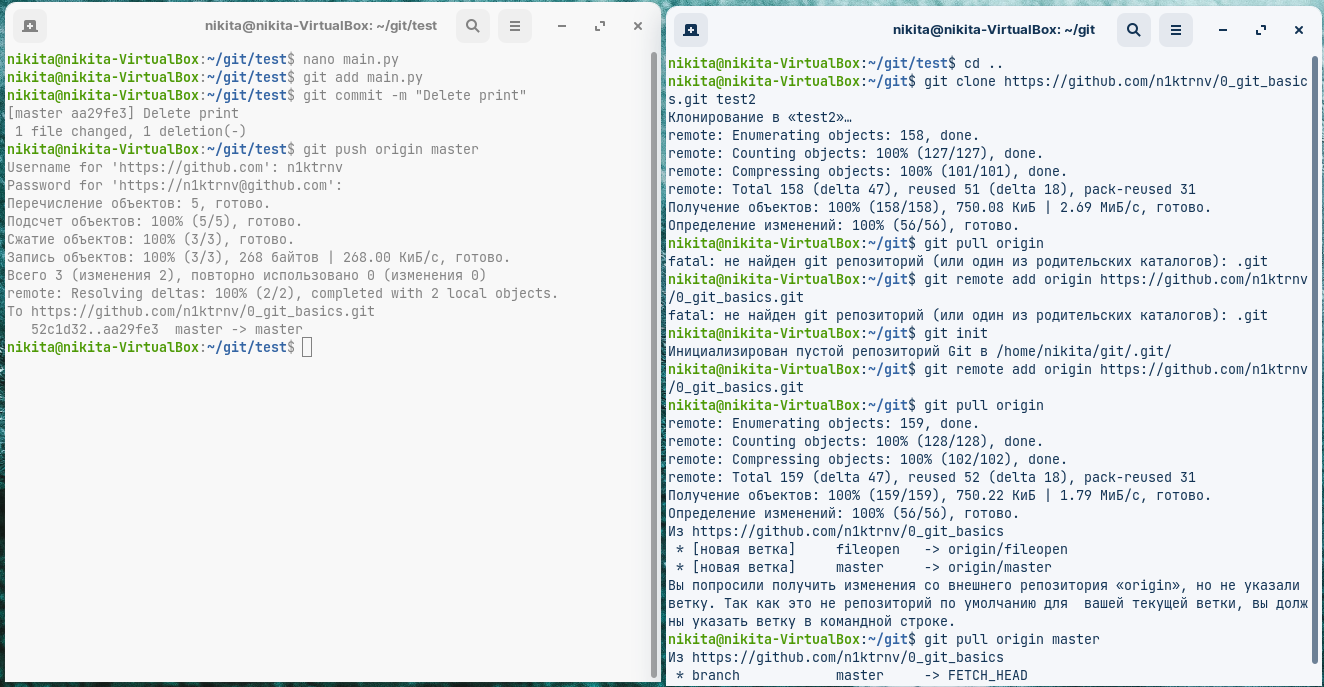 nikita@nikita-VirtualBox: ~/git/test
nikita@nikita-VirtualBox:~/git/test$ nano main.py
nikita@nikita-VirtualBox:~/git/test$ git add main.py
nikita@nikita-VirtualBox:~/git/test$ git commit -m "Delete print"
[master aa29fe3] Delete print
 1 file changed, 1 deletion(-)
nikita@nikita-VirtualBox:~/git/test$ git push origin master
Username for 'https://github.com': n1ktrnv
Password for 'https://n1ktrnv@github.com':
Перечисление объектов: 5, готово.
Подсчет объектов: 100% (5/5), готово.
Сжатие объектов: 100% (3/3), готово.
Запись объектов: 100% (3/3), 268 байтов | 268.00 КиБ/с, готово.
Всего 3 (изменения 2), повторно использовано 0 (изменения 0)
remote: Resolving deltas: 100% (2/2), completed with 2 local objects.
To https://github.com/n1ktrnv/0_git_basics.git
   52c1d32..aa29fe3  master -> master
nikita@nikita-VirtualBox:~/git/test$
nikita@nikita-VirtualBox: ~/git
nikita@nikita-VirtualBox:~/git/test$ cd ..
nikita@nikita-VirtualBox:~/git$ git clone https://github.com/n1ktrnv/0_git_basic
s.git test2
Клонирование в «test2»…
remote: Enumerating objects: 158, done.
remote: Counting objects: 100% (127/127), done.
remote: Compressing objects: 100% (101/101), done.
remote: Total 158 (delta 47), reused 51 (delta 18), pack-reused 31
Получение объектов: 100% (158/158), 750.08 КиБ | 2.69 МиБ/с, готово.
Определение изменений: 100% (56/56), готово.
nikita@nikita-VirtualBox:~/git$ git pull origin
fatal: не найден git репозиторий (или один из родительских каталогов): .git
nikita@nikita-VirtualBox:~/git$ git remote add origin https://github.com/n1ktrnv
/0_git_basics.git
fatal: не найден git репозиторий (или один из родительских каталогов): .git
nikita@nikita-VirtualBox:~/git$ git init
Инициализирован пустой репозиторий Git в /home/nikita/git/.git/
nikita@nikita-VirtualBox:~/git$ git remote add origin https://github.com/n1ktrnv
/0_git_basics.git
nikita@nikita-VirtualBox:~/git$ git pull origin
remote: Enumerating objects: 159, done.
remote: Counting objects: 100% (128/128), done.
remote: Compressing objects: 100% (102/102), done.
remote: Total 159 (delta 47), reused 52 (delta 18), pack-reused 31
Получение объектов: 100% (159/159), 750.22 КиБ | 1.79 МиБ/с, готово.
Определение изменений: 100% (56/56), готово.
Из https://github.com/n1ktrnv/0_git_basics
 * [новая ветка]     fileopen   -> origin/fileopen
 * [новая ветка]     master     -> origin/master
Вы попросили получить изменения со внешнего репозитория «origin», но не указали
ветку. Так как это не репозиторий по умолчанию для  вашей текущей ветки, вы долж
ны указать ветку в командной строке.
nikita@nikita-VirtualBox:~/git$ git pull origin master
Из https://github.com/n1ktrnv/0_git_basics
 * branch            master     -> FETCH_HEAD